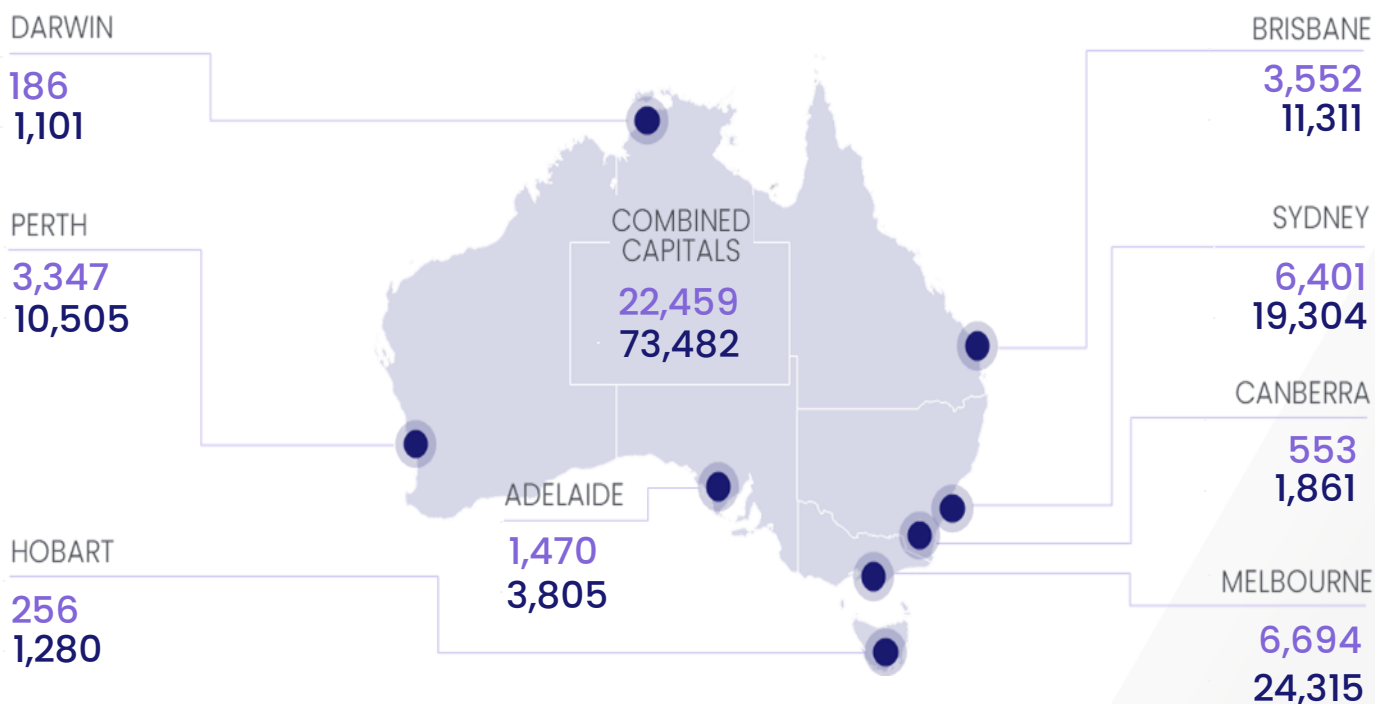 DARWIN
186
1,101
PERTH
3,347
10,505
HOBART
256
1,280
COMBINED
CAPITALS
22,459
73,482
ADELAIDE
1,470
3,805
BRISBANE
3,552
11,311
SYDNEY
6,401
19,304
CANBERRA
553
1,861
MELBOURNE
6,694
24,315